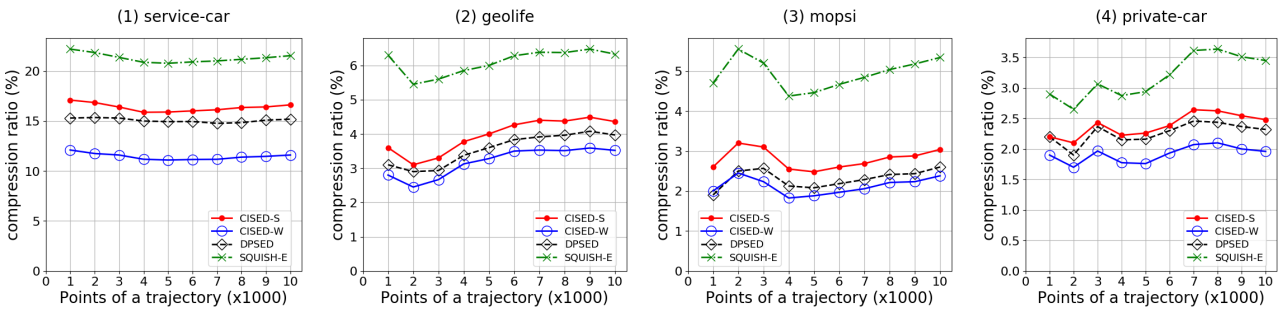 (1) service-car
compression ratio (%)
20
15
10
5
0
0 1 2 3 4 5 6 7 8 9 10
Points of a trajectory (x1000)
CISED-S
CISED-W
DPSED
SQUISH-E
(2) geolife
compression ratio (%)
6
5
4
3
2
1
0
0 1 2 3 4 5 6 7 8 9 10
Points of a trajectory (x1000)
CISED-S
CISED-W
DPSED
SQUISH-E
(3) mopsi
compression ratio (%)
5
4
3
2
1
0
0 1 2 3 4 5 6 7 8 9 10
Points of a trajectory (x1000)
CISED-S
CISED-W
DPSED
SQUISH-E
(4) private-car
compression ratio (%)
3.5
3.0
2.5
2.0
1.5
1.0
0.5
0.0
0 1 2 3 4 5 6 7 8 9 10
Points of a trajectory (x1000)
CISED-S
CISED-W
DPSED
SQUISH-E